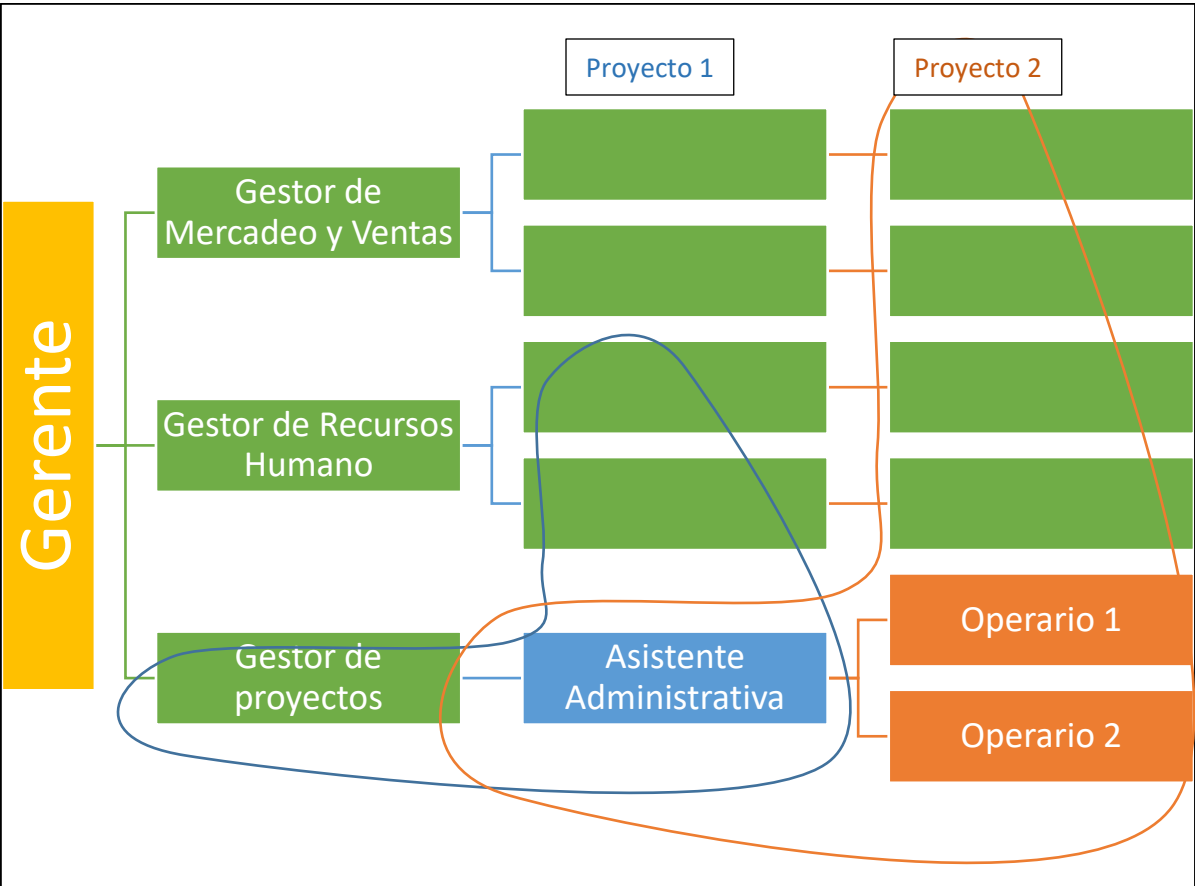 Proyecto 1
Proyecto 2
Gerente
Gestor de
Mercadeo y Ventas
Gestor de Recursos
Humano
Gestor de
proyectos
Asistente
Administrativa
Operario 1
Operario 2